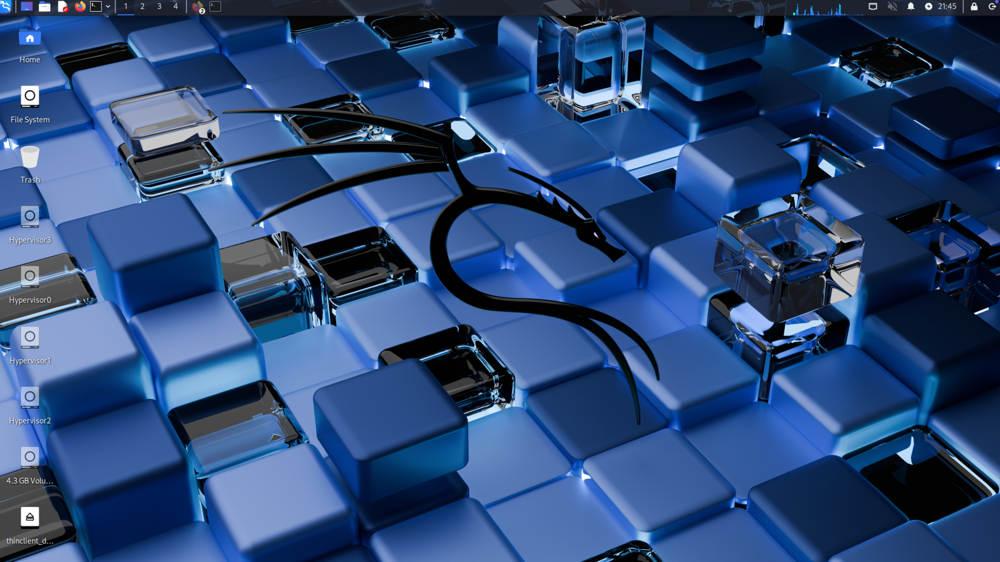 1 2 3 4 2 21:45
Home
File System
Trash
Hypervisor3
Hypervisor0
Hypervisor1
Hypervisor2
4.3 GB Volu...
thinclient_d...